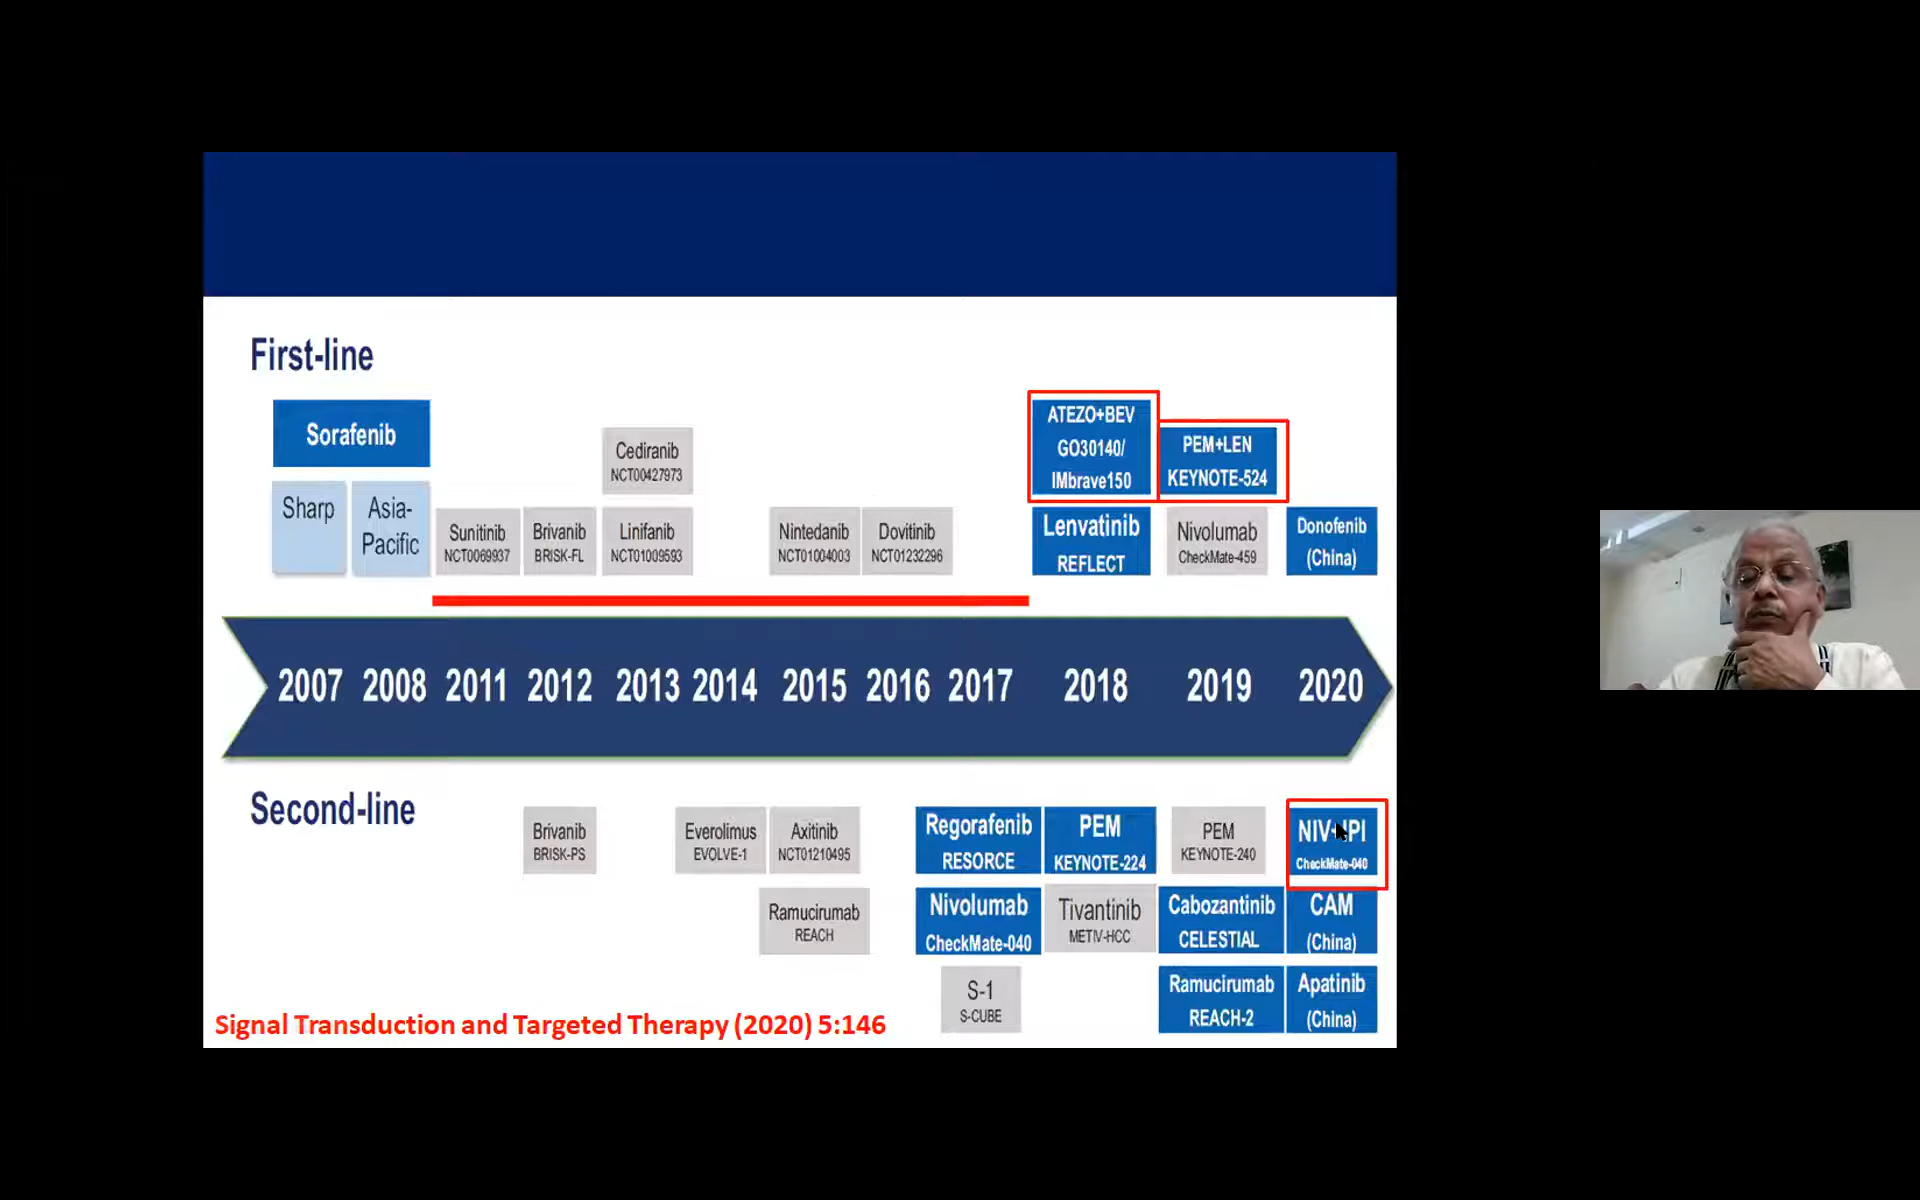 First-line
Sorafenib
Sharp
Asia-
Pacific
Sunitinib
NCT0069937
Brivanib
BRISK-FL
Cediranib
NCT00427973
Linifanib
NCT01009593
Nintedanib
NCT01004003
Dovitinib
NCT01232296
ATEZO+BEV
GO30140/
IMbrave150
Lenvatinib
REFLECT
PEM+LEN
KEYNOTE-524
Nivolumab
CheckMate-459
Donofenib
(China)
2007 2008 2011 2012 2013 2014 2015 2016 2017 2018 2019 2020
Second-line
Brivanib
BRISK-PS
Everolimus
EVOLVE-1
Axitinib
NCT01210495
Ramucirumab
REACH
Regorafenib
RESORCE
Nivolumab
CheckMate-040
S-1
S-CUBE
PEM
KEYNOTE-224
Tivantinib
METIV-HCC
PEM
KEYNOTE-240
Cabozantinib
CELESTIAL
Ramucirumab
REACH-2
NIV+IPI
CheckMate-040
CAM
(China)
Apatinib
(China)
Signal Transduction and Targeted Therapy (2020) 5:146